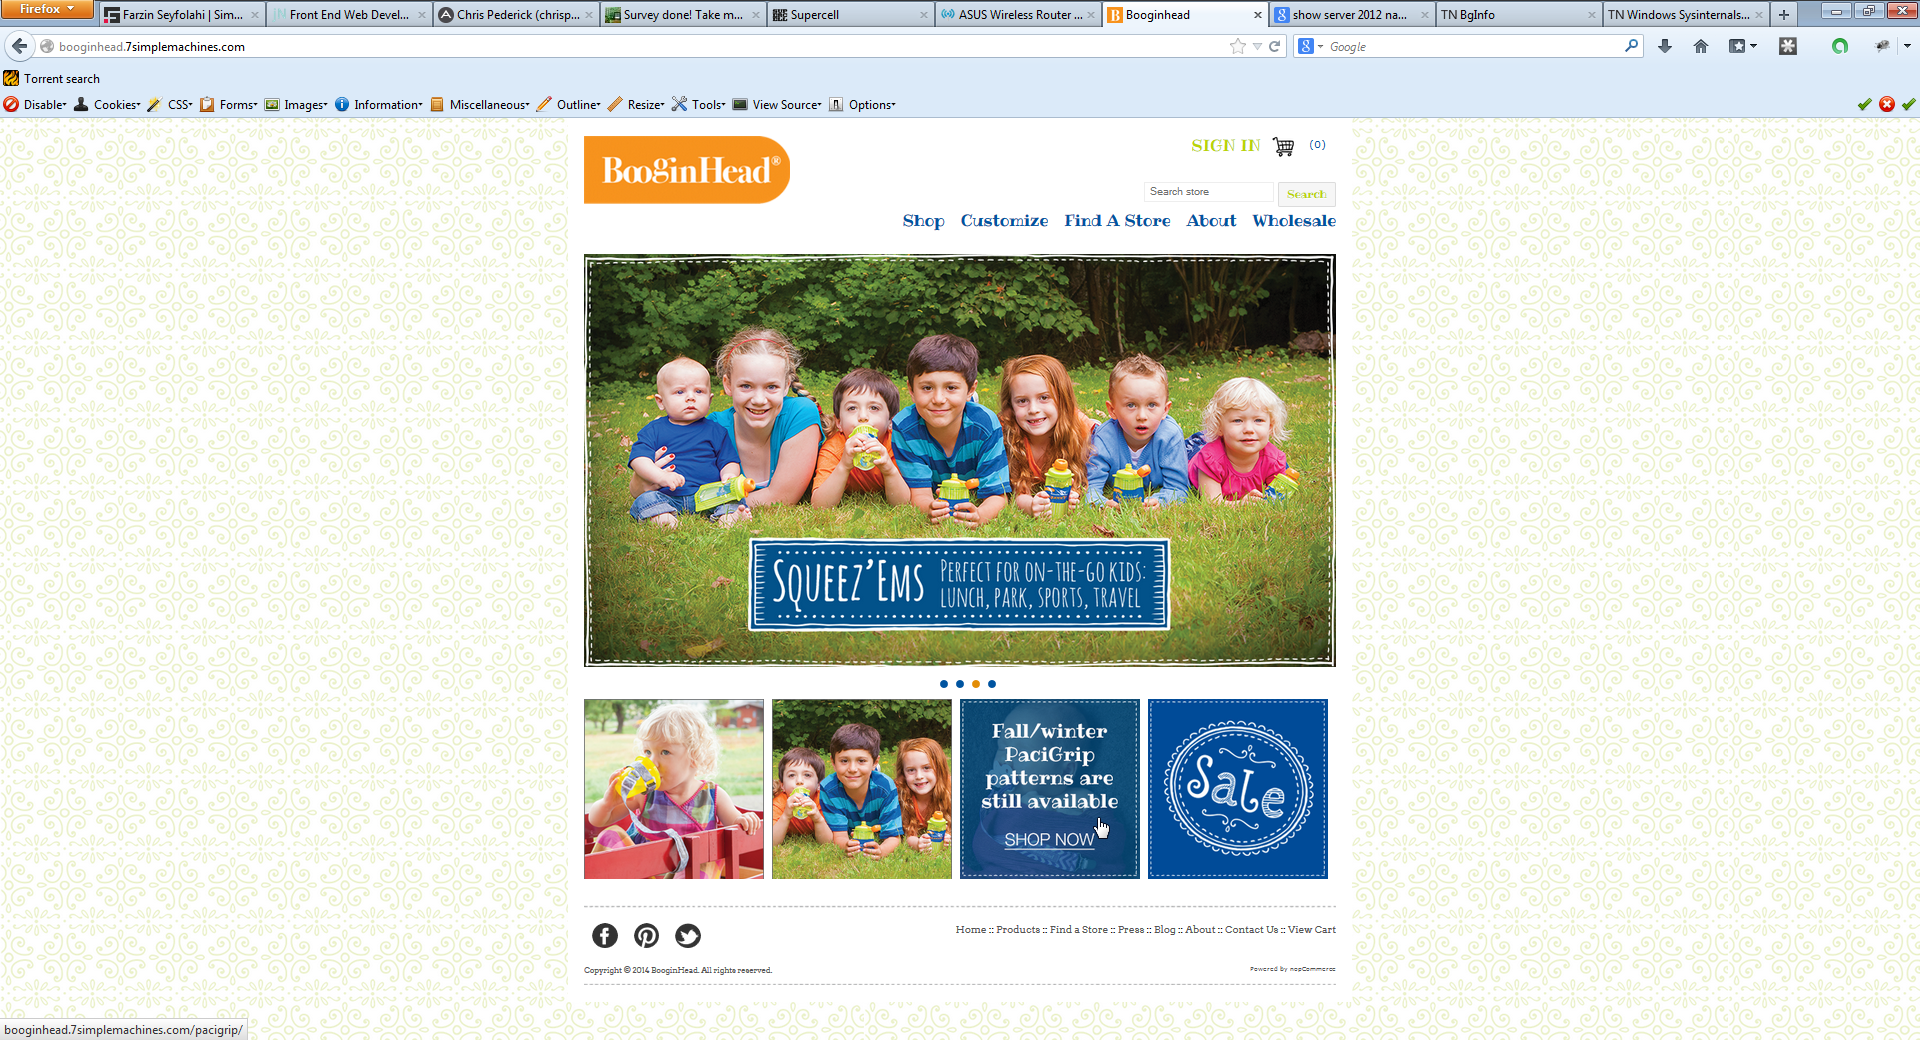 Firefox
Farzin Seyfolahi | Sim...
Front End Web Devel...
Chris Pederick (chrisp...
Survey done! Take m...
Supercell
ASUS Wireless Router ...
Booginhead
show server 2012 na...
TN BgInfo
TN Windows Sysinternals...
booginhead.7simplemachines.com
Google
Torrent search
Disable
Cookies
CSS
Forms
Images
Information
Miscellaneous
Outline
Resize
Tools
View Source
Options
BooginHead®
SIGN IN
(0)
Search store
Search
Shop
Customize
Find A Store
About
Wholesale
Squeez'Ems
Perfect for on-the-go kids:
lunch, park, sports, travel
Fall/winter
PaciGrip
patterns are
still available
SHOP NOW
Sale
Home :: Products :: Find a Store :: Press :: Blog :: About :: Contact Us :: View Cart
Copyright © 2014 BooginHead. All rights reserved.
Powered by nopCommerce
booginhead.7simplemachines.com/pacigrip/